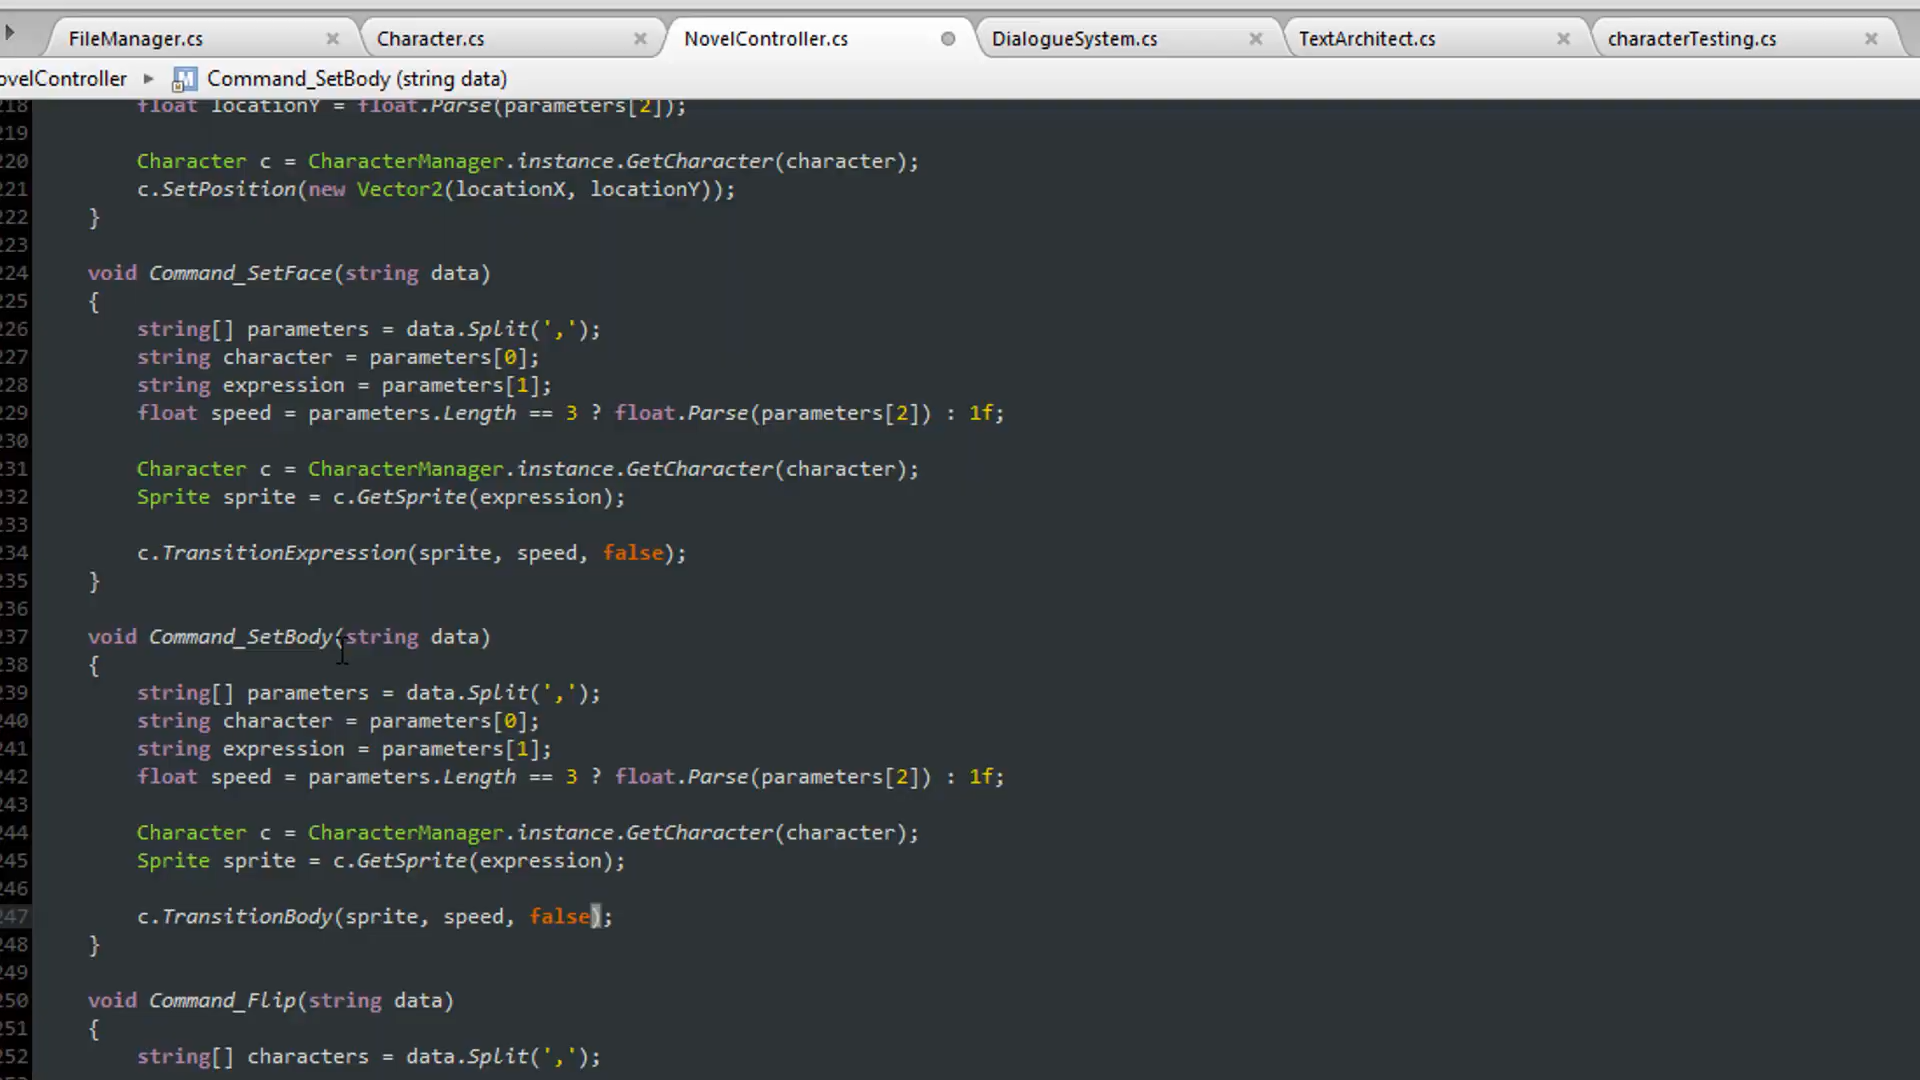 FileManager.cs × Character.cs × NovelController.cs DialogueSystem.cs × TextArchitect.cs × characterTesting.cs ×
ovelController ▸ M Command_SetBody (string data)
218 float locationY = float.Parse(parameters[2]);
219
220 Character c = CharacterManager.instance.GetCharacter(character);
221 c.SetPosition(new Vector2(locationX, locationY));
222 }
223
224 void Command_SetFace(string data)
225 {
226 string[] parameters = data.Split(',');
227 string character = parameters[0];
228 string expression = parameters[1];
229 float speed = parameters.Length == 3 ? float.Parse(parameters[2]) : 1f;
230
231 Character c = CharacterManager.instance.GetCharacter(character);
232 Sprite sprite = c.GetSprite(expression);
233
234 c.TransitionExpression(sprite, speed, false);
235 }
236
237 void Command_SetBody(string data)
238 {
239 string[] parameters = data.Split(',');
240 string character = parameters[0];
241 string expression = parameters[1];
242 float speed = parameters.Length == 3 ? float.Parse(parameters[2]) : 1f;
243
244 Character c = CharacterManager.instance.GetCharacter(character);
245 Sprite sprite = c.GetSprite(expression);
246
247 c.TransitionBody(sprite, speed, false);
248 }
249
250 void Command_Flip(string data)
251 {
252 string[] characters = data.Split(',');